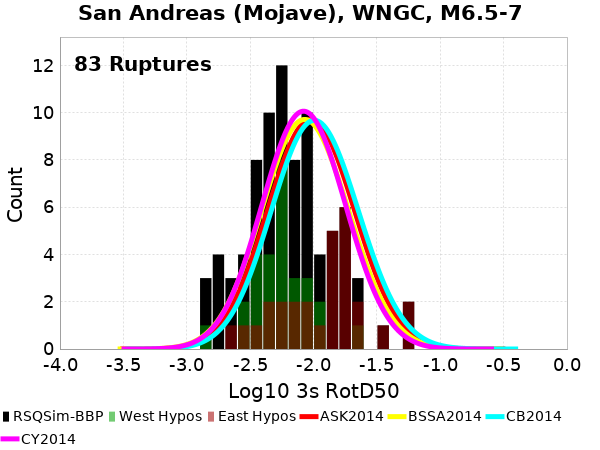 San Andreas (Mojave), WNGC, M6.5-7
83 Ruptures
Count
12
10
8
6
4
2
0
-4.0 -3.5 -3.0 -2.5 -2.0 -1.5 -1.0 -0.5 0.0
Log10 3s RotD50
RSQSim-BBP West Hypos East Hypos ASK2014 BSSA2014 CB2014
CY2014